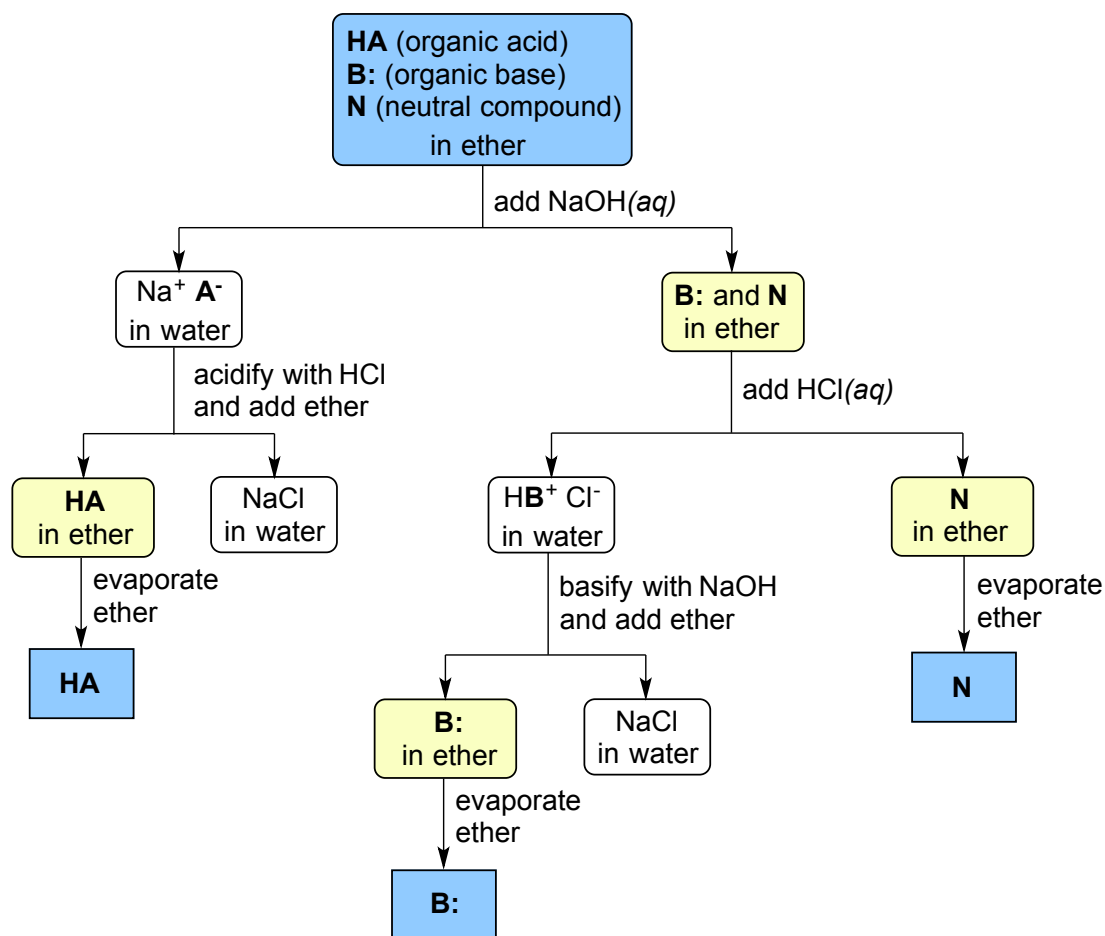 HA (organic acid)
B: (organic base)
N (neutral compound)
in ether
add NaOH(aq)
Na⁺ A⁻
in water
B: and N
in ether
acidify with HCl
and add ether
add HCl(aq)
HA
in ether
NaCl
in water
HB⁺ Cl⁻
in water
N
in ether
evaporate
ether
basify with NaOH
and add ether
evaporate
ether
HA
N
B:
in ether
NaCl
in water
evaporate
ether
B: